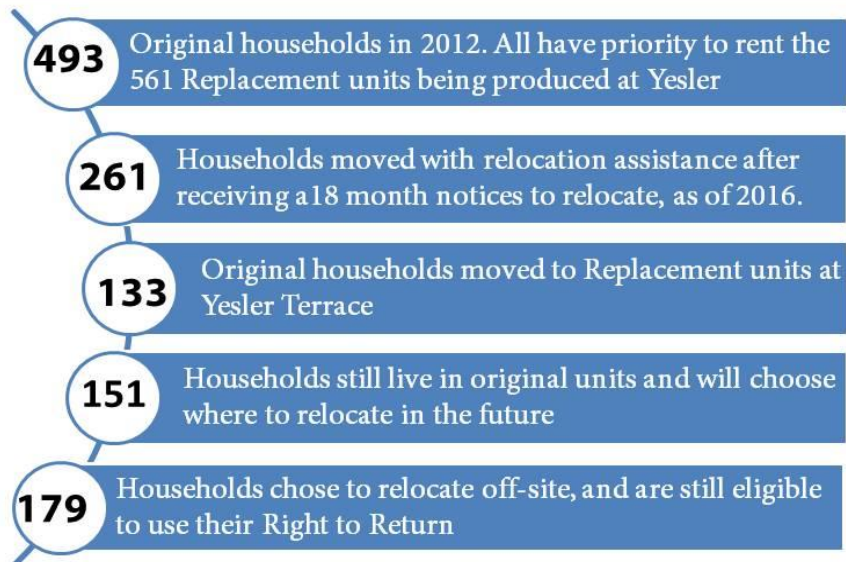 493
Original households in 2012. All have priority to rent the
561 Replacement units being produced at Yesler
261
Households moved with relocation assistance after
receiving a18 month notices to relocate, as of 2016.
133
Original households moved to Replacement units at
Yesler Terrace
151
Households still live in original units and will choose
where to relocate in the future
179
Households chose to relocate off-site, and are still eligible
to use their Right to Return